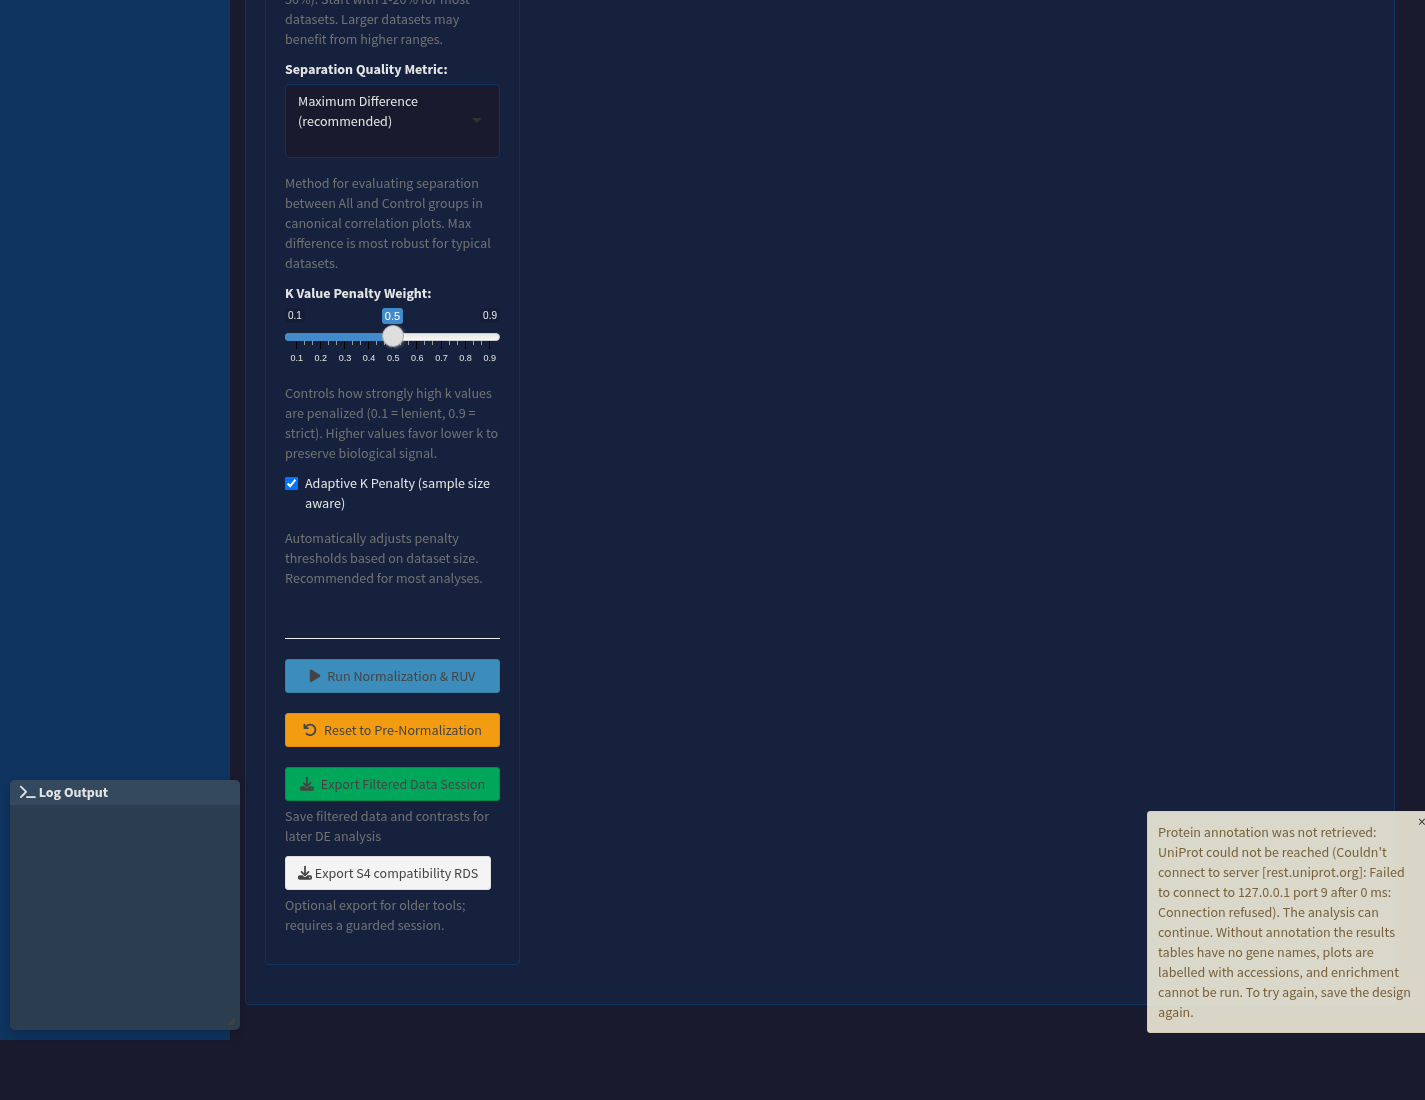 datasets. Larger datasets may
benefit from higher ranges.
Separation Quality Metric:
Maximum Difference
(recommended)
Method for evaluating separation
between All and Control groups in
canonical correlation plots. Max
difference is most robust for typical
datasets.
K Value Penalty Weight:
0.1 0.5 0.9
0.1 0.2 0.3 0.4 0.5 0.6 0.7 0.8 0.9
Controls how strongly high k values
are penalized (0.1 = lenient, 0.9 =
strict). Higher values favor lower k to
preserve biological signal.
Adaptive K Penalty (sample size
aware)
Automatically adjusts penalty
thresholds based on dataset size.
Recommended for most analyses.
Run Normalization & RUV
Reset to Pre-Normalization
Export Filtered Data Session
Save filtered data and contrasts for
later DE analysis
Export S4 compatibility RDS
Optional export for older tools;
requires a guarded session.
Log Output
×
Protein annotation was not retrieved:
UniProt could not be reached (Couldn't
connect to server [rest.uniprot.org]: Failed
to connect to 127.0.0.1 port 9 after 0 ms:
Connection refused). The analysis can
continue. Without annotation the results
tables have no gene names, plots are
labelled with accessions, and enrichment
cannot be run. To try again, save the design
again.